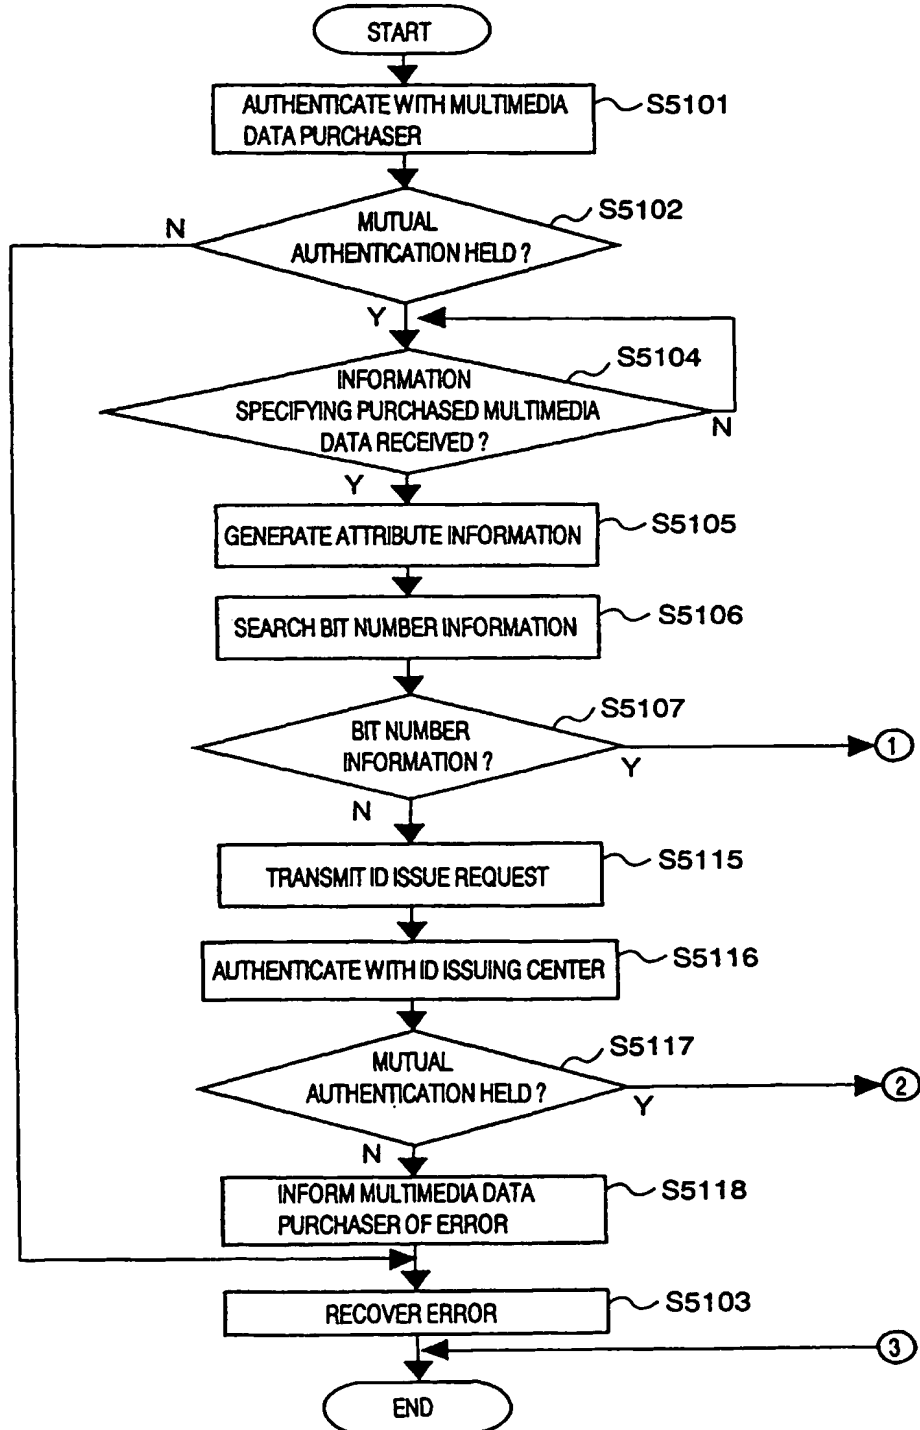 START
AUTHENTICATE WITH MULTIMEDIA
DATA PURCHASER
S5101
N
MUTUAL
AUTHENTICATION HELD ?
S5102
Y
INFORMATION
SPECIFYING PURCHASED MULTIMEDIA
DATA RECEIVED ?
S5104
N
Y
GENERATE ATTRIBUTE INFORMATION
S5105
SEARCH BIT NUMBER INFORMATION
S5106
BIT NUMBER
INFORMATION ?
S5107
Y
1
N
TRANSMIT ID ISSUE REQUEST
S5115
AUTHENTICATE WITH ID ISSUING CENTER
S5116
MUTUAL
AUTHENTICATION HELD ?
S5117
Y
2
N
INFORM MULTIMEDIA DATA
PURCHASER OF ERROR
S5118
RECOVER ERROR
S5103
3
END